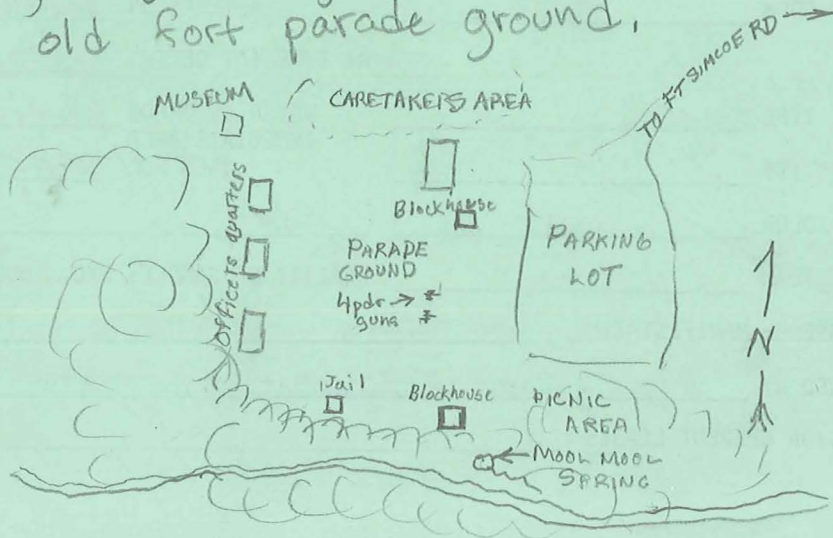 old fort parade ground.
TO FT SIMCOE RD
MUSEUM
CARETAKERS AREA
Officers quarters
Blockhouse
PARADE
GROUND
4pdr
guns
PARKING
LOT
N
Jail
Blockhouse
PICNIC
AREA
MOOL MOOL
SPRING